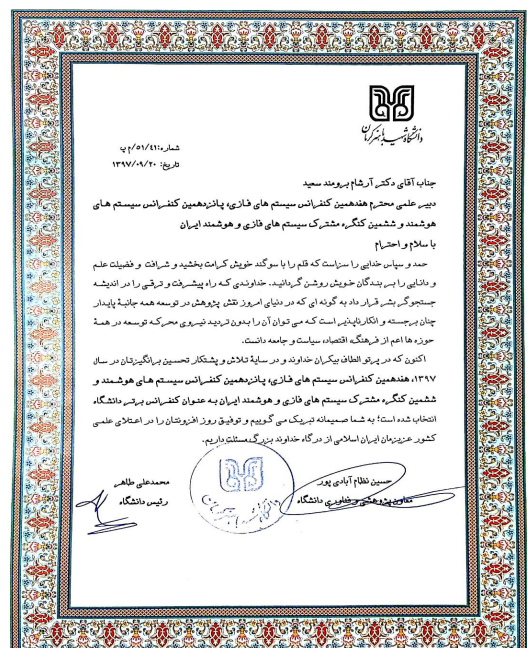 دانشگاه شهید باهنر کرمان
شماره: ۵۱/۴۱/م پ
تاریخ: ۱۳۹۷/۰۹/۲۰
جناب آقای دکتر آرشام برومند سعید
دبیر علمی محترم هفدهمین کنفرانس سیستم های فازی، پانزدهمین کنفرانس سیستم های
هوشمند و ششمین کنگره مشترک سیستم های فازی و هوشمند ایران
با سلام و احترام
حمد و سپاس خدایی را سزاست که قلم را با سوگند خویش کرامت بخشید و شرافت و فضیلت علم
و دانایی را بر بندگان خویش روشن گردانید. خداوندی که راه پیشرفت و ترقی را در اندیشه
جستجوگر بشر قرار داد به گونه ای که در دنیای امروز نقش پژوهش در توسعه همه جانبۀ پایدار
چنان برجسته و انکارناپذیر است که می توان آن را بدون تردید نیروی محرکه توسعه در همۀ
حوزه ها اعم از فرهنگ، اقتصاد، سیاست و جامعه دانست.
اکنون که در پرتو الطاف بیکران خداوند و در سایۀ تلاش و پشتکار تحسین برانگیزتان در سال
۱۳۹۷، هفدهمین کنفرانس سیستم های فازی، پانزدهمین کنفرانس سیستم های هوشمند و
ششمین کنگره مشترک سیستم های فازی و هوشمند ایران به عنوان کنفرانس برتر دانشگاه
انتخاب شده است؛ به شما صمیمانه تبریک می گوییم و توفیق روز افزونتان را در اعتلای علمی
کشور عزیزمان ایران اسلامی از درگاه خداوند بزرگ مسئلت داریم.
حسین نظام آبادی پور
معاون پژوهشی و فناوری دانشگاه
محمدعلی طاهر
رئیس دانشگاه
دانشگاه شهید باهنر کرمان